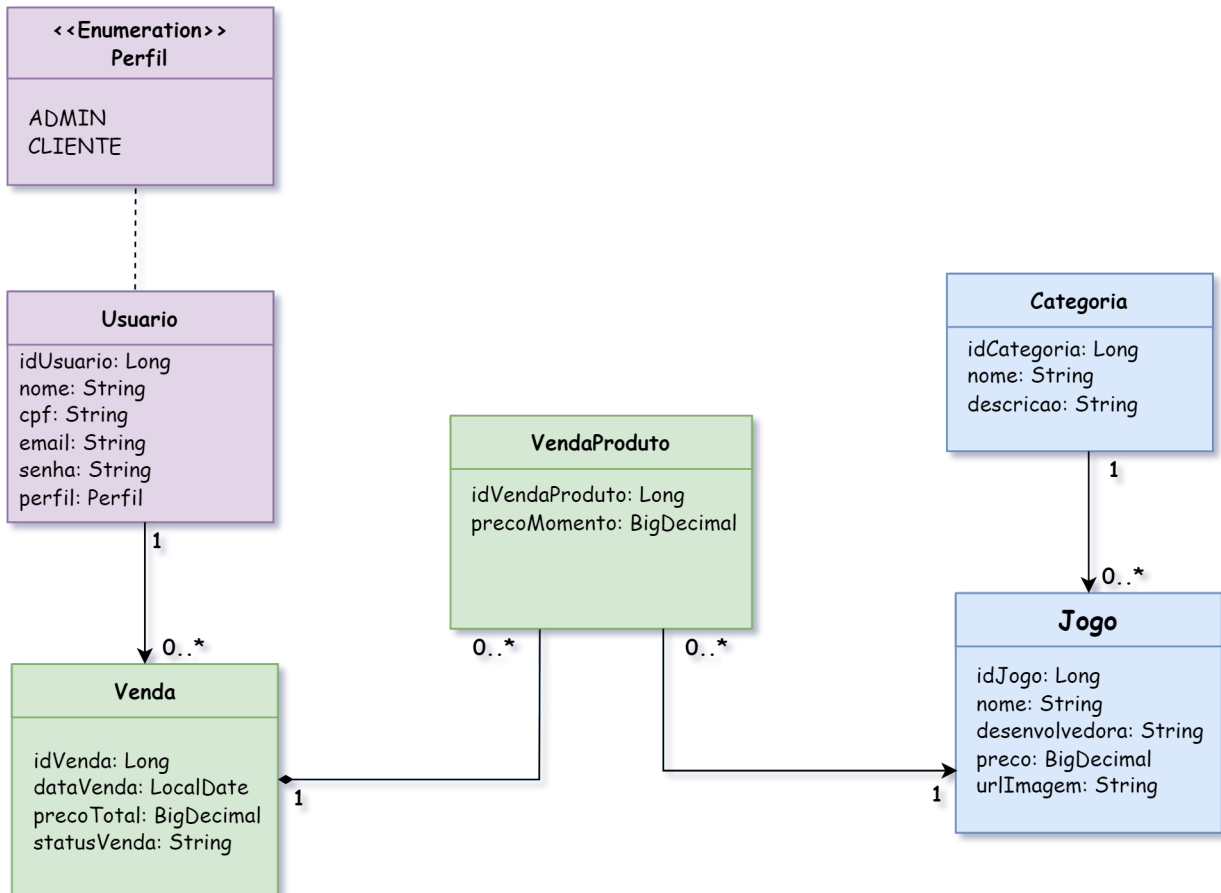 <<Enumeration>>
Perfil
ADMIN
CLIENTE
Usuario
idUsuario: Long
nome: String
cpf: String
email: String
senha: String
perfil: Perfil
1
0..*
Venda
idVenda: Long
dataVenda: LocalDate
precoTotal: BigDecimal
statusVenda: String
1
VendaProduto
idVendaProduto: Long
precoMomento: BigDecimal
0..*
0..*
Categoria
idCategoria: Long
nome: String
descricao: String
1
0..*
Jogo
idJogo: Long
nome: String
desenvolvedora: String
preco: BigDecimal
urlImagem: String
1